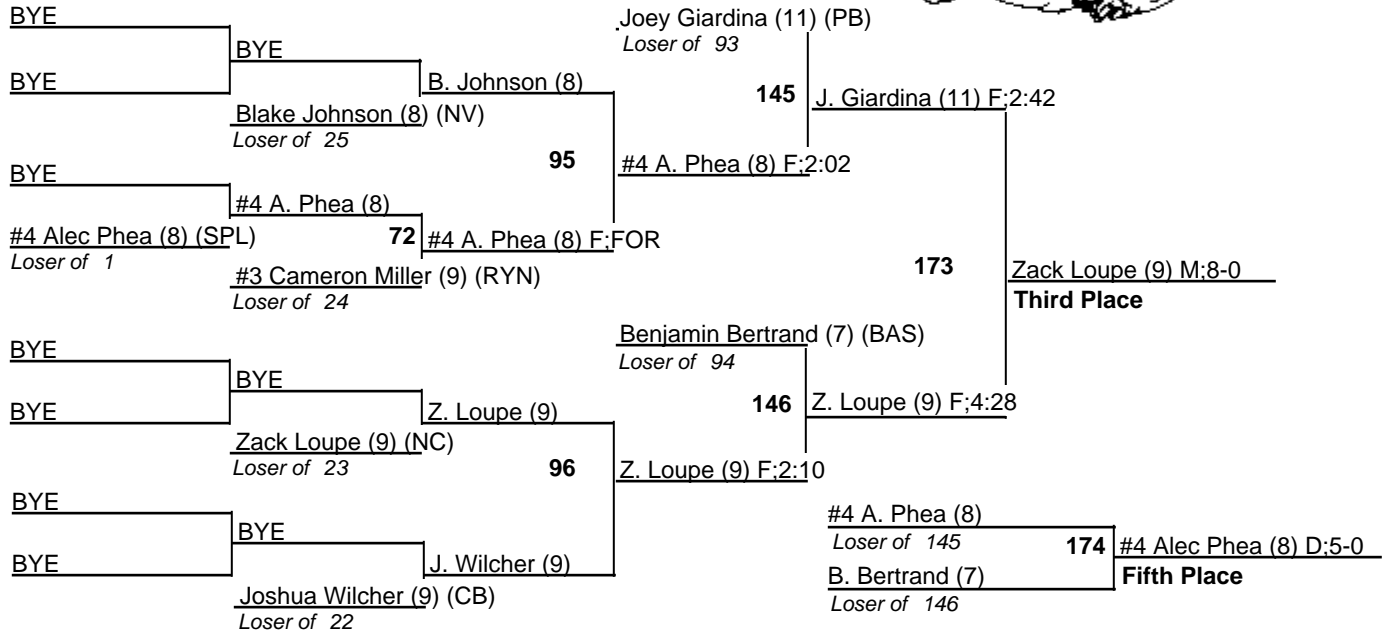 BYE
Joey Giardina (11) (PB)
Loser of 93
BYE
BYE
B. Johnson (8)
145
J. Giardina (11) F;2:42
Blake Johnson (8) (NV)
Loser of 25
95
#4 A. Phea (8) F;2:02
BYE
#4 A. Phea (8)
#4 Alec Phea (8) (SPL)
Loser of 1
72
#4 A. Phea (8) F;FOR
#3 Cameron Miller (9) (RYN)
Loser of 24
173
Zack Loupe (9) M;8-0
Third Place
Benjamin Bertrand (7) (BAS)
Loser of 94
BYE
BYE
BYE
Z. Loupe (9)
146
Z. Loupe (9) F;4:28
Zack Loupe (9) (NC)
Loser of 23
96
Z. Loupe (9) F;2:10
BYE
BYE
BYE
J. Wilcher (9)
Joshua Wilcher (9) (CB)
Loser of 22
#4 A. Phea (8)
Loser of 145
174
#4 Alec Phea (8) D;5-0
Fifth Place
B. Bertrand (7)
Loser of 146